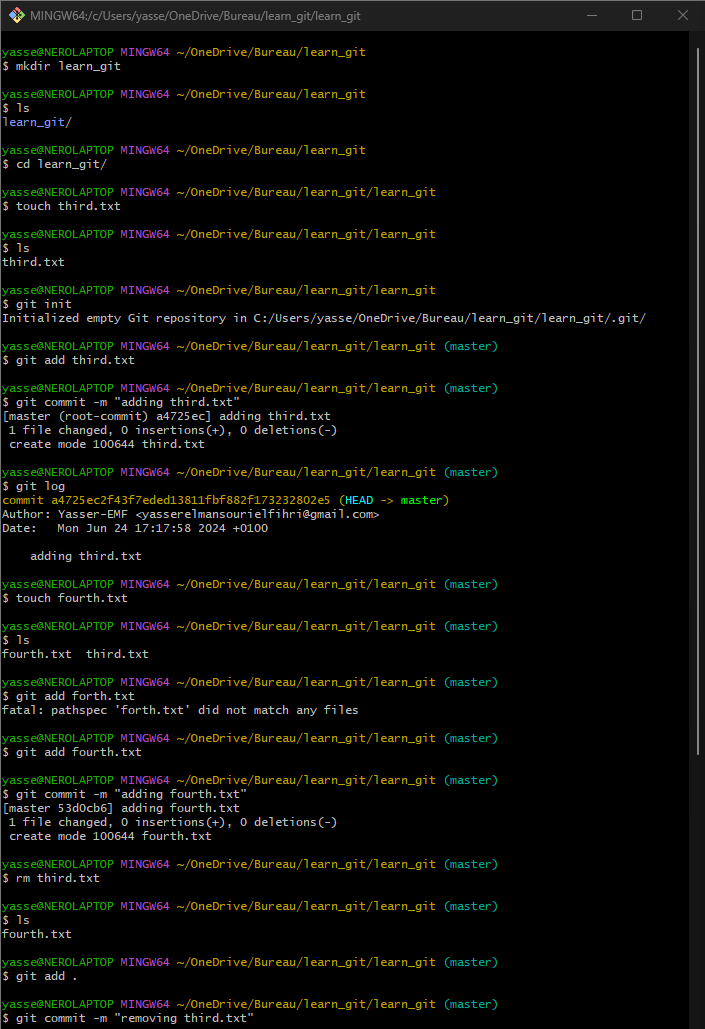 MINGW64:/c/Users/yasse/OneDrive/Bureau/learn_git/learn_git
yasse@NEROLAPTOP MINGW64 ~/OneDrive/Bureau/learn_git
$ mkdir learn_git
yasse@NEROLAPTOP MINGW64 ~/OneDrive/Bureau/learn_git
$ ls
learn_git/
yasse@NEROLAPTOP MINGW64 ~/OneDrive/Bureau/learn_git
$ cd learn_git/
yasse@NEROLAPTOP MINGW64 ~/OneDrive/Bureau/learn_git/learn_git
$ touch third.txt
yasse@NEROLAPTOP MINGW64 ~/OneDrive/Bureau/learn_git/learn_git
$ ls
third.txt
yasse@NEROLAPTOP MINGW64 ~/OneDrive/Bureau/learn_git/learn_git
$ git init
Initialized empty Git repository in C:/Users/yasse/OneDrive/Bureau/learn_git/learn_git/.git/
yasse@NEROLAPTOP MINGW64 ~/OneDrive/Bureau/learn_git/learn_git (master)
$ git add third.txt
yasse@NEROLAPTOP MINGW64 ~/OneDrive/Bureau/learn_git/learn_git (master)
$ git commit -m "adding third.txt"
[master (root-commit) a4725ec] adding third.txt
 1 file changed, 0 insertions(+), 0 deletions(-)
 create mode 100644 third.txt
yasse@NEROLAPTOP MINGW64 ~/OneDrive/Bureau/learn_git/learn_git (master)
$ git log
commit a4725ec2f43f7eded13811fbf882f173232802e5 (HEAD -> master)
Author: Yasser-EMF <yasserelmansourielfihri@gmail.com>
Date:   Mon Jun 24 17:17:58 2024 +0100
    adding third.txt
yasse@NEROLAPTOP MINGW64 ~/OneDrive/Bureau/learn_git/learn_git (master)
$ touch fourth.txt
yasse@NEROLAPTOP MINGW64 ~/OneDrive/Bureau/learn_git/learn_git (master)
$ ls
fourth.txt  third.txt
yasse@NEROLAPTOP MINGW64 ~/OneDrive/Bureau/learn_git/learn_git (master)
$ git add forth.txt
fatal: pathspec 'forth.txt' did not match any files
yasse@NEROLAPTOP MINGW64 ~/OneDrive/Bureau/learn_git/learn_git (master)
$ git add fourth.txt
yasse@NEROLAPTOP MINGW64 ~/OneDrive/Bureau/learn_git/learn_git (master)
$ git commit -m "adding fourth.txt"
[master 53d0cb6] adding fourth.txt
 1 file changed, 0 insertions(+), 0 deletions(-)
 create mode 100644 fourth.txt
yasse@NEROLAPTOP MINGW64 ~/OneDrive/Bureau/learn_git/learn_git (master)
$ rm third.txt
yasse@NEROLAPTOP MINGW64 ~/OneDrive/Bureau/learn_git/learn_git (master)
$ ls
fourth.txt
yasse@NEROLAPTOP MINGW64 ~/OneDrive/Bureau/learn_git/learn_git (master)
$ git add .
yasse@NEROLAPTOP MINGW64 ~/OneDrive/Bureau/learn_git/learn_git (master)
$ git commit -m "removing third.txt"